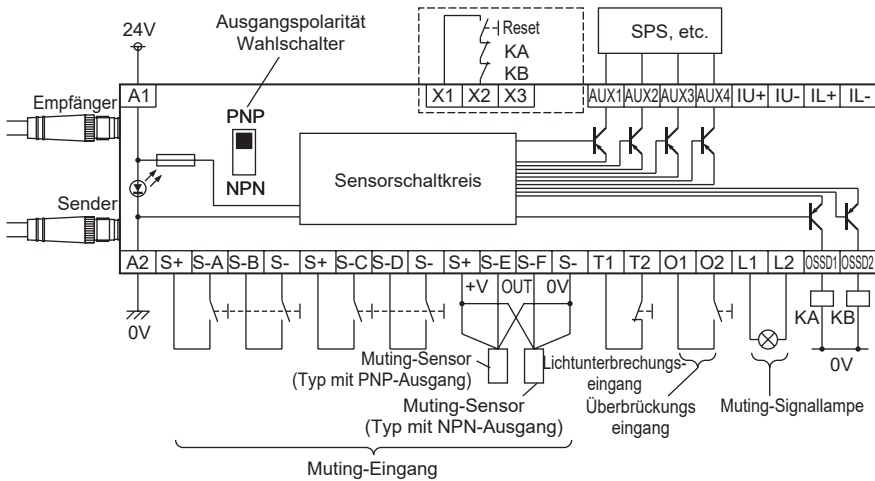 Ausgangspolarität
Wahlschalter
24V
Reset
KA
KB
SPS, etc.
A1
X1 X2 X3
AUX1 AUX2 AUX3 AUX4 IU+ IU- IL+ IL-
Empfänger
PNP
NPN
Sensorschaltkreis
Sender
A2 S+ S-A S-B S- S+ S-C S-D S- S+ S-E S-F S- T1 T2 O1 O2 L1 L2 OSSD1 OSSD2
0V
+V OUT 0V
KA KB
0V
Muting-Sensor
(Typ mit PNP-Ausgang)
Muting-Sensor
(Typ mit NPN-Ausgang)
Lichtunterbrechungs-
eingang
Überbrückungs
eingang
Muting-Signallampe
Muting-Eingang